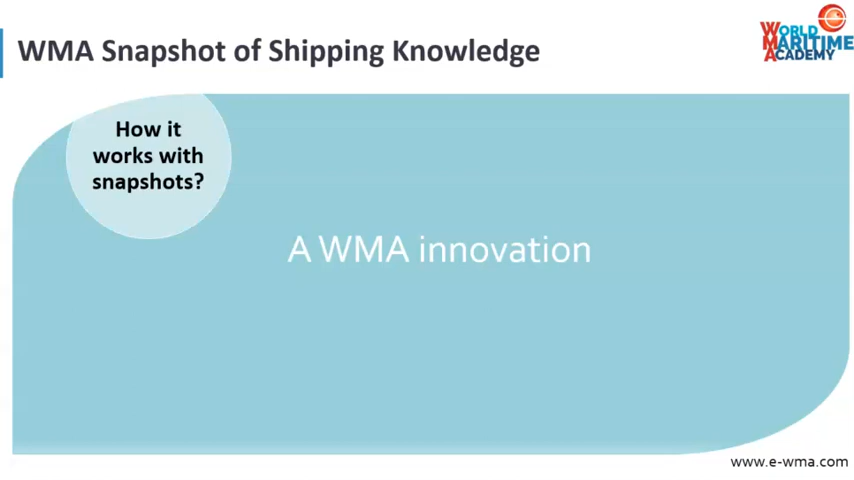 WMA Snapshot of Shipping Knowledge
WORLD
MARITIME
ACADEMY
How it
works with
snapshots?
A WMA innovation
www.e-wma.com